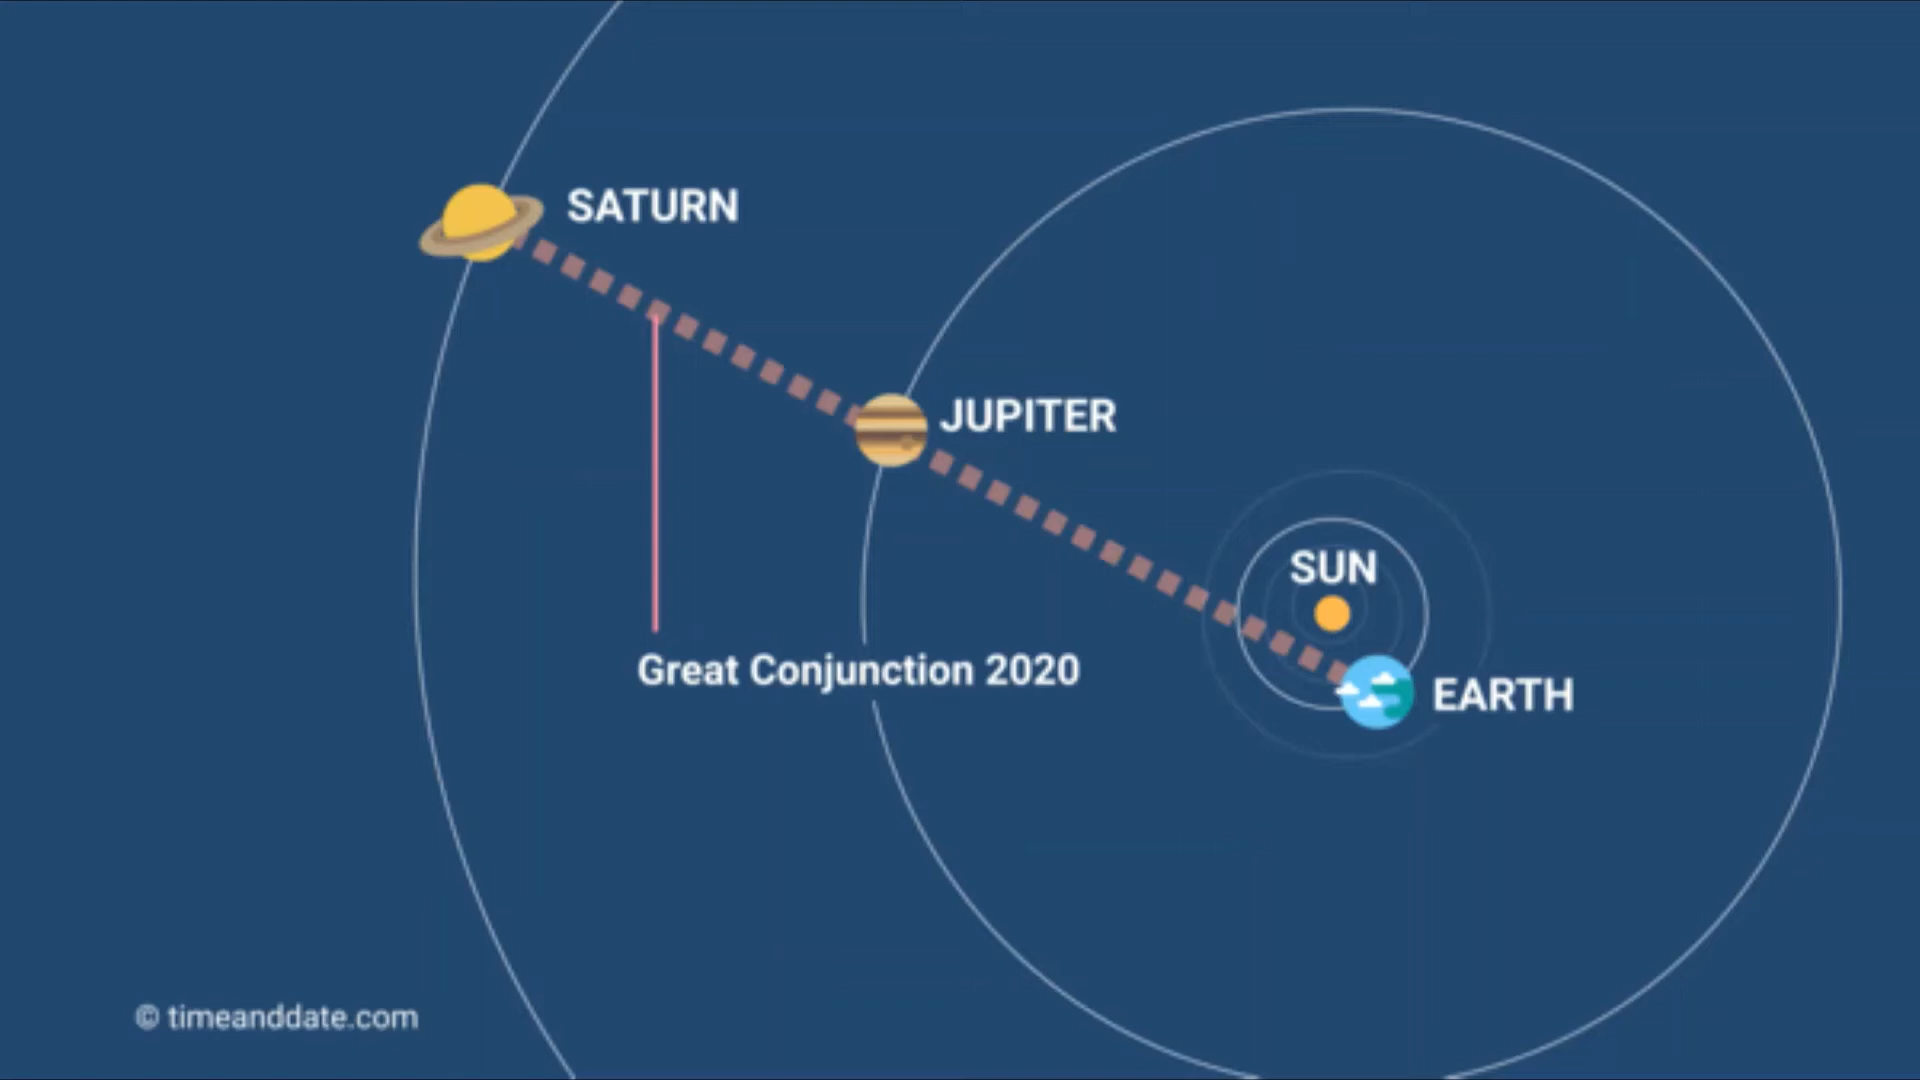 SATURN
JUPITER
SUN
Great Conjunction 2020
EARTH
© timeanddate.com